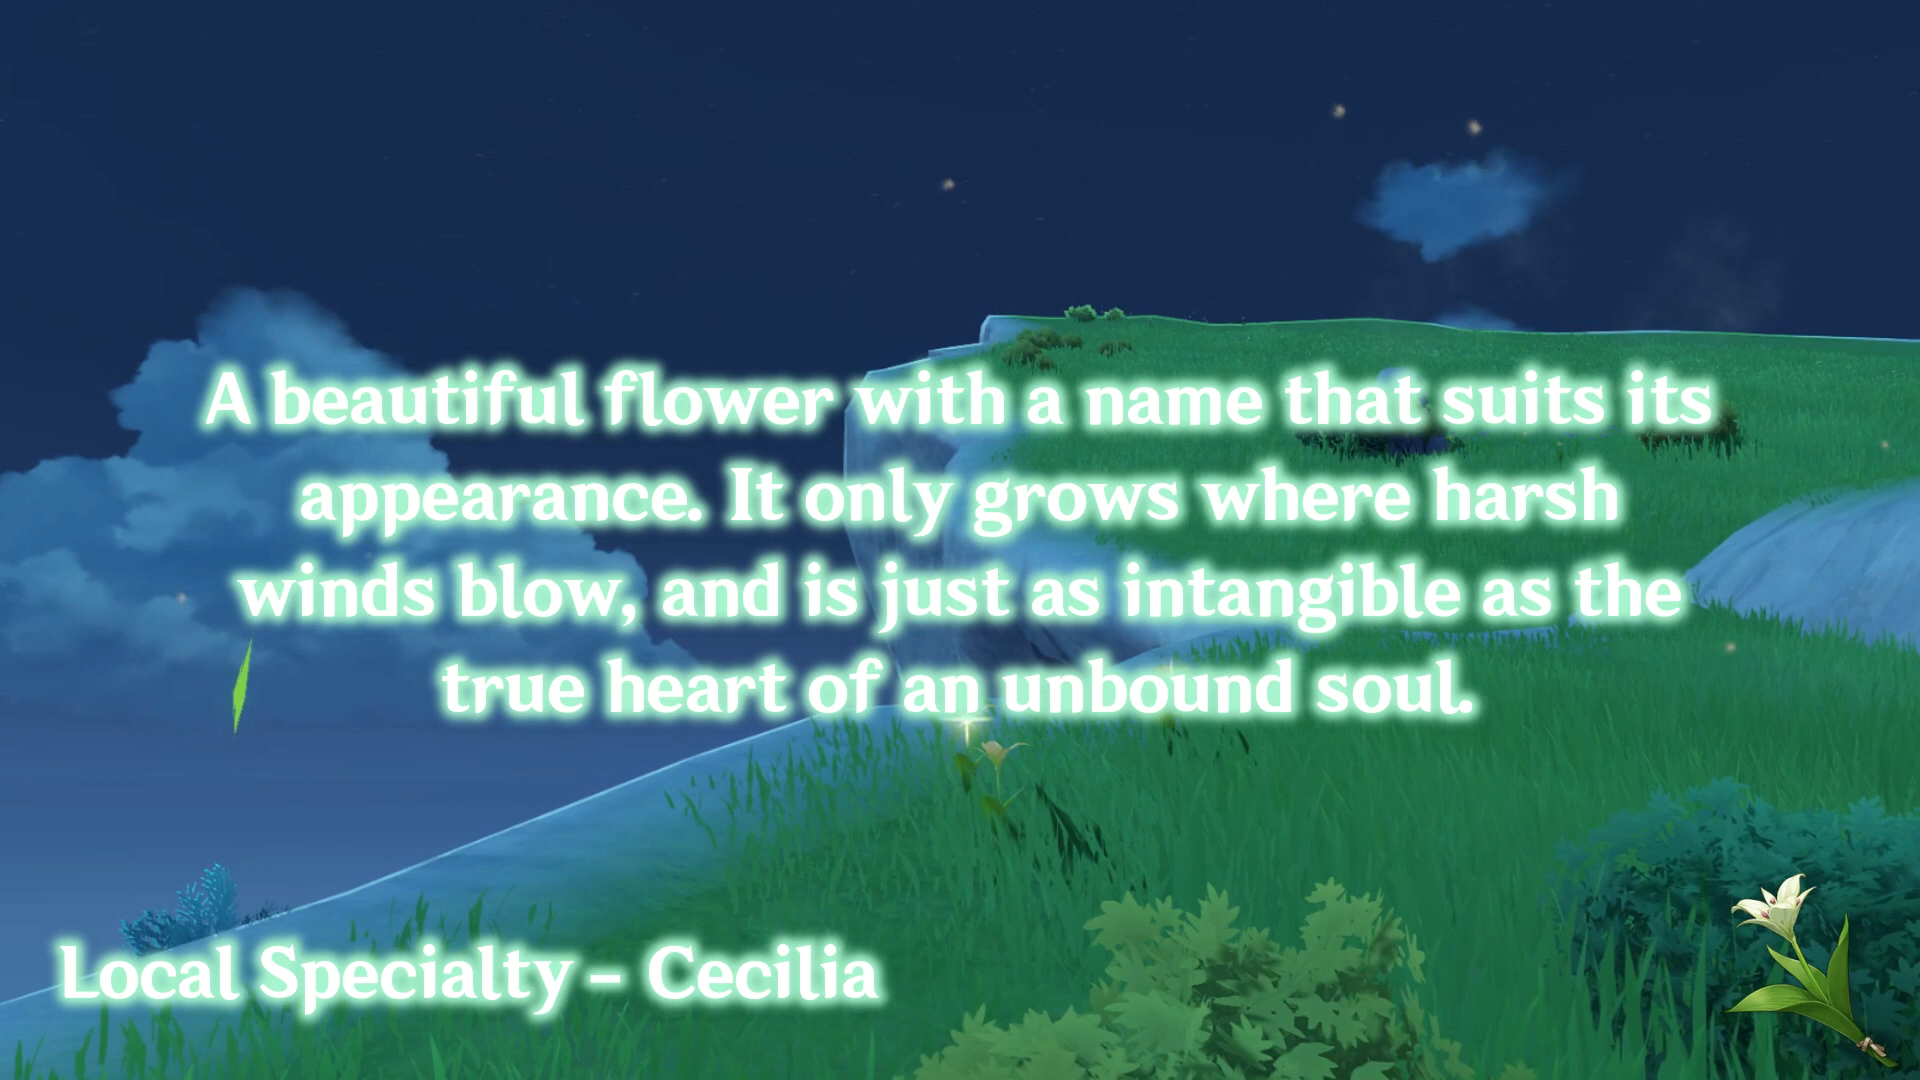 A beautiful flower with a name that suits its
appearance. It only grows where harsh
winds blow, and is just as intangible as the
true heart of an unbound soul.
Local Specialty - Cecilia